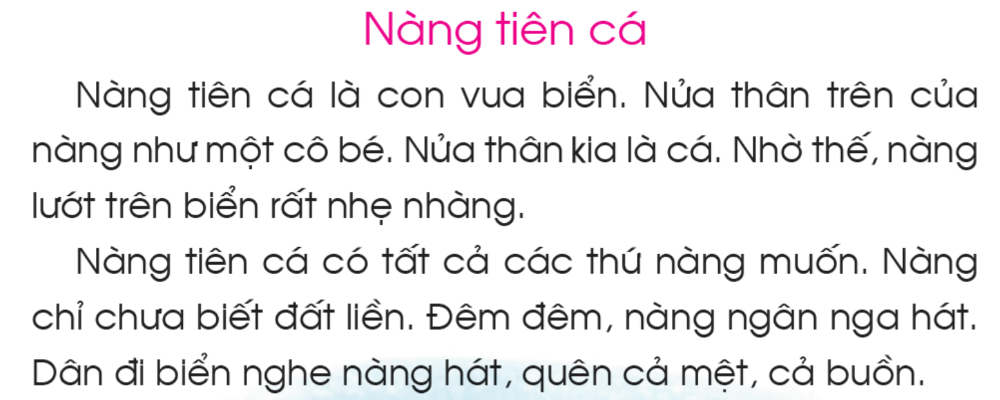 Nàng tiên cá
Nàng tiên cá là con vua biển. Nửa thân trên của
nàng như một cô bé. Nửa thân kia là cá. Nhờ thế, nàng
lướt trên biển rất nhẹ nhàng.
Nàng tiên cá có tất cả các thứ nàng muốn. Nàng
chỉ chưa biết đất liền. Đêm đêm, nàng ngân nga hát.
Dân đi biển nghe nàng hát, quên cả mệt, cả buồn.